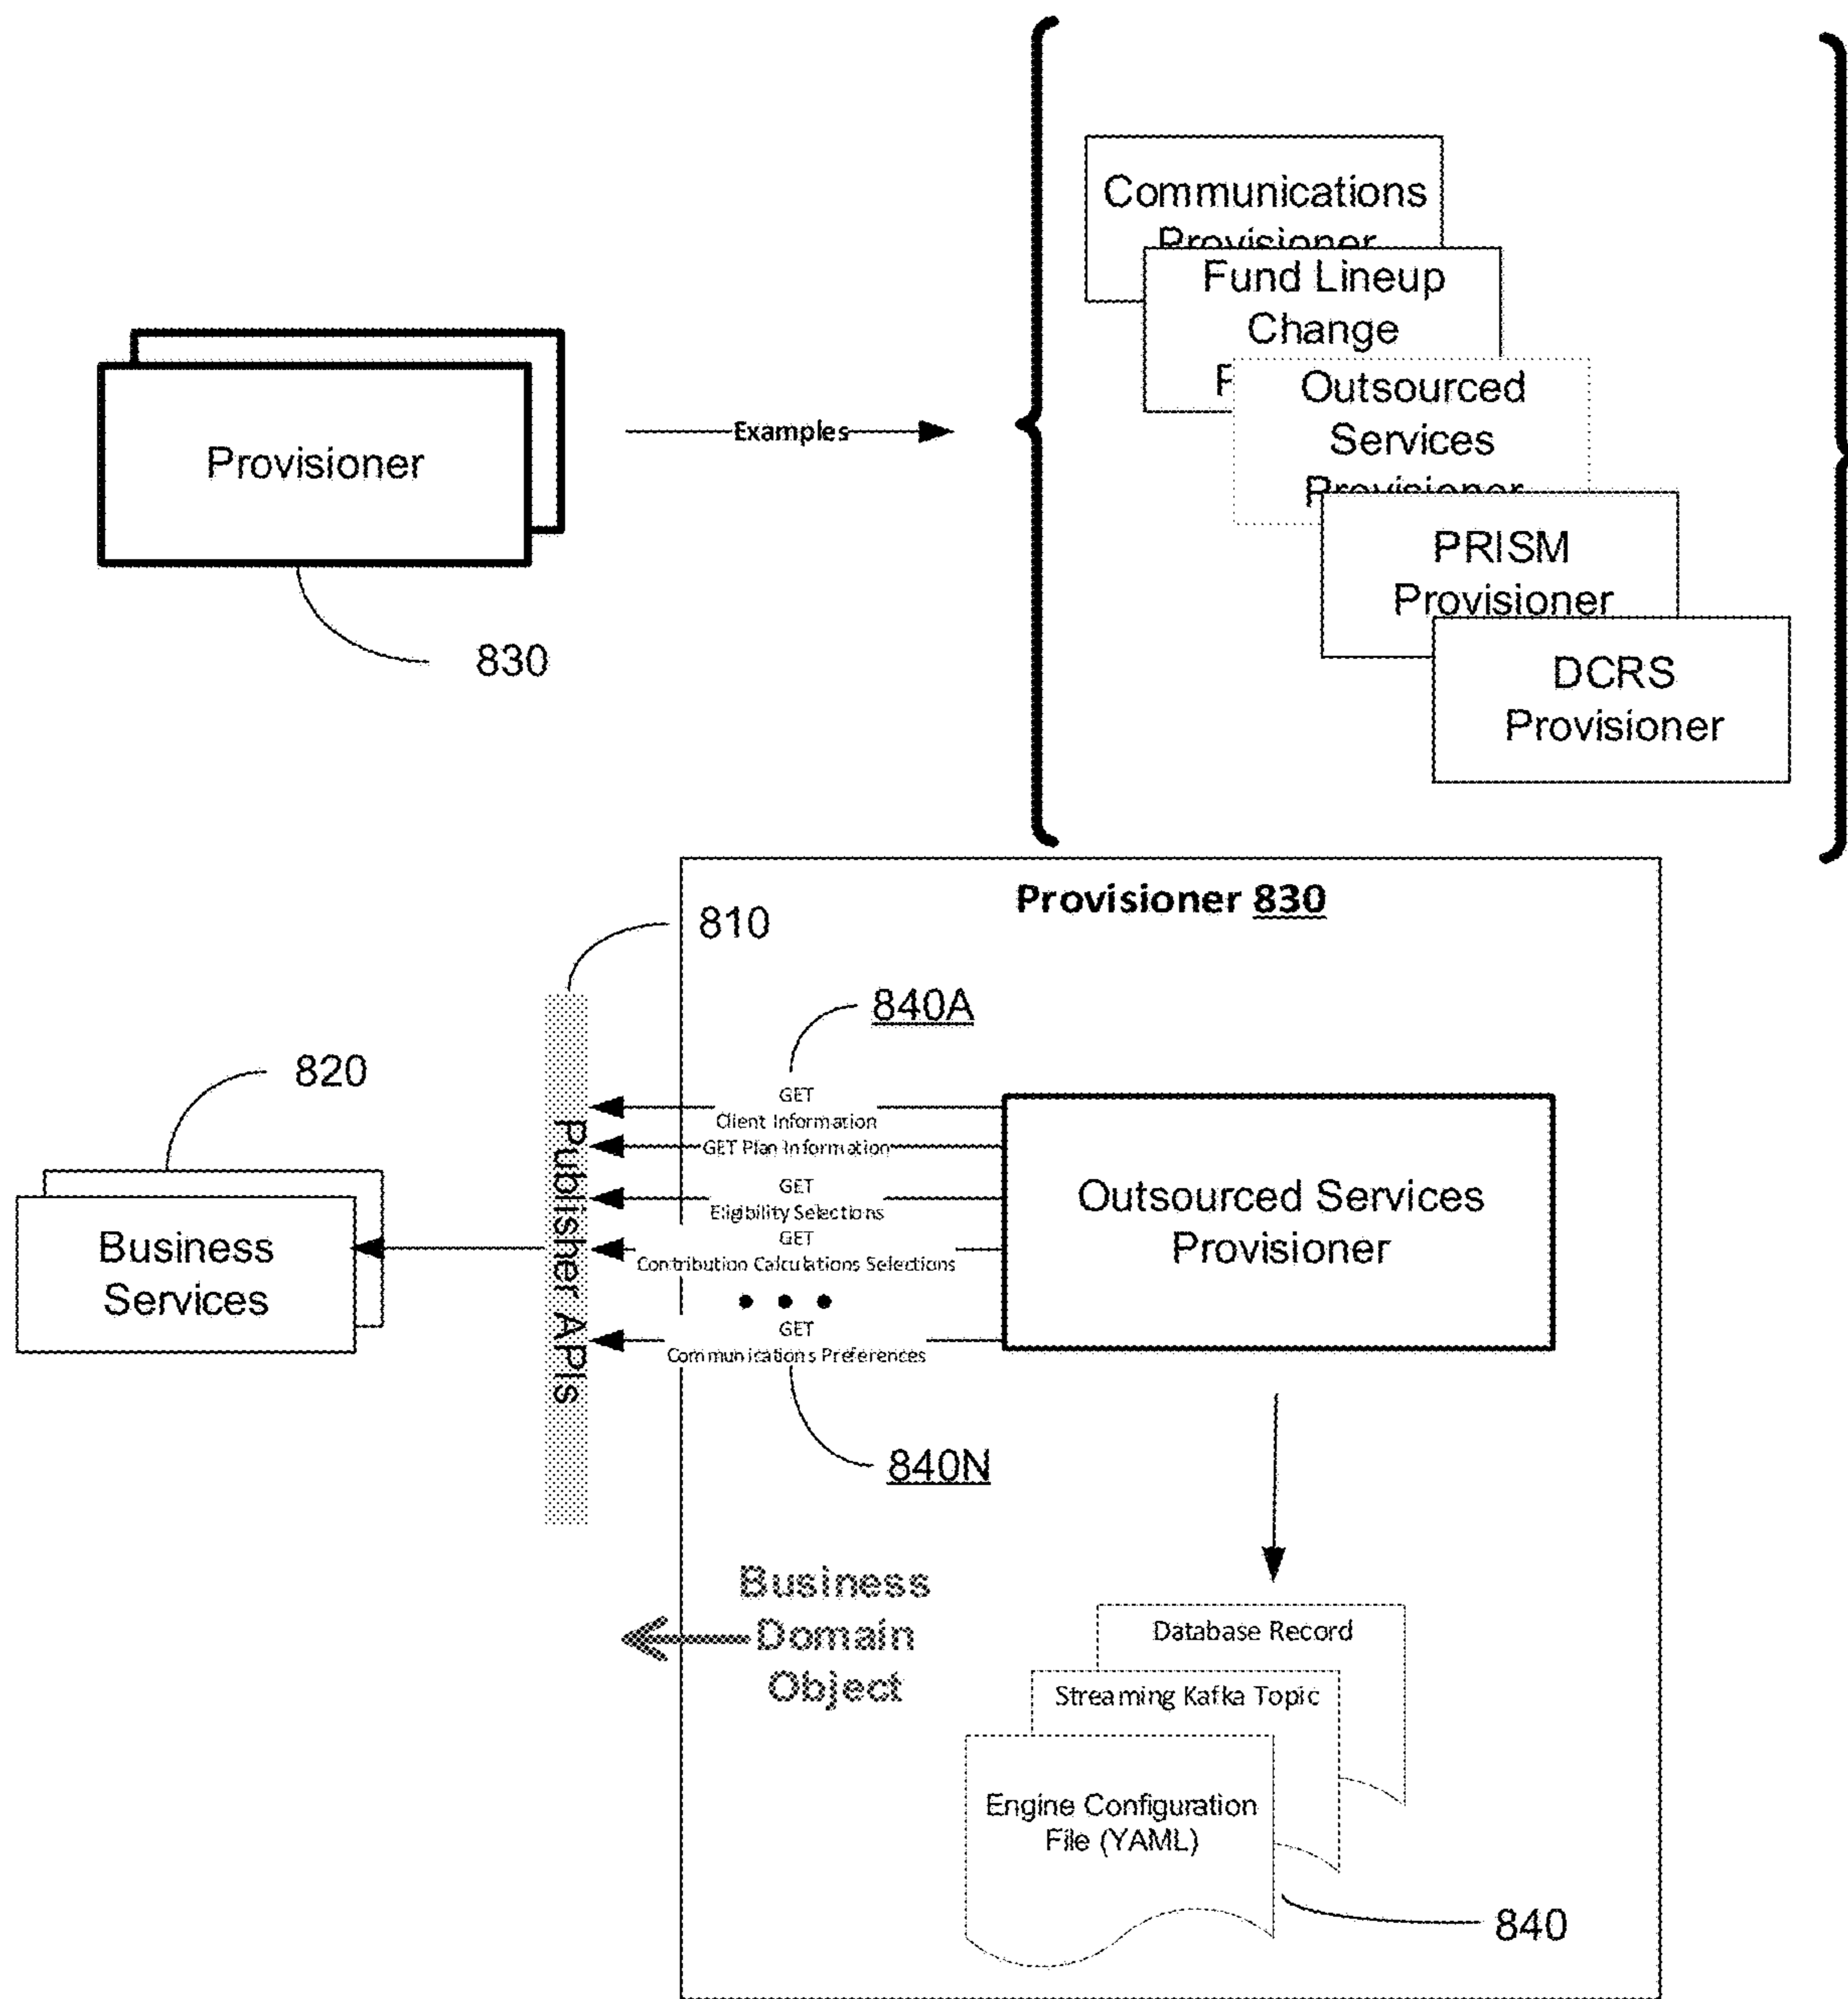 Communications
Provisioner
Fund Lineup
Change
Outsourced
Services
Provisioner
PRISM
Provisioner
DCRS
Provisioner
Provisioner
Examples
830
Provisioner 830
810
840A
820
GET
Client Information
GET Plan Information
GET
Eligibility Selections
GET
Contribution Calculations Selections
GET
Communications Preferences
Publisher APIs
Outsourced Services
Provisioner
Business
Services
840N
Business
Domain
Object
Database Record
Streaming Kafka Topic
Engine Configuration
File (YAML)
840